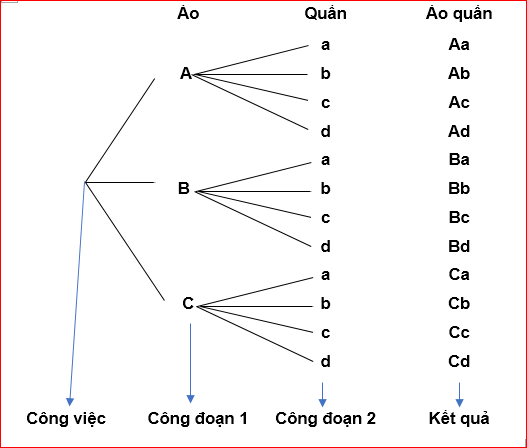 Áo Quần Áo quần
a Aa
A b Ab
c Ac
d Ad
a Ba
B b Bb
c Bc
d Bd
a Ca
C b Cb
c Cc
d Cd
Công việc Công đoạn 1 Công đoạn 2 Kết quả